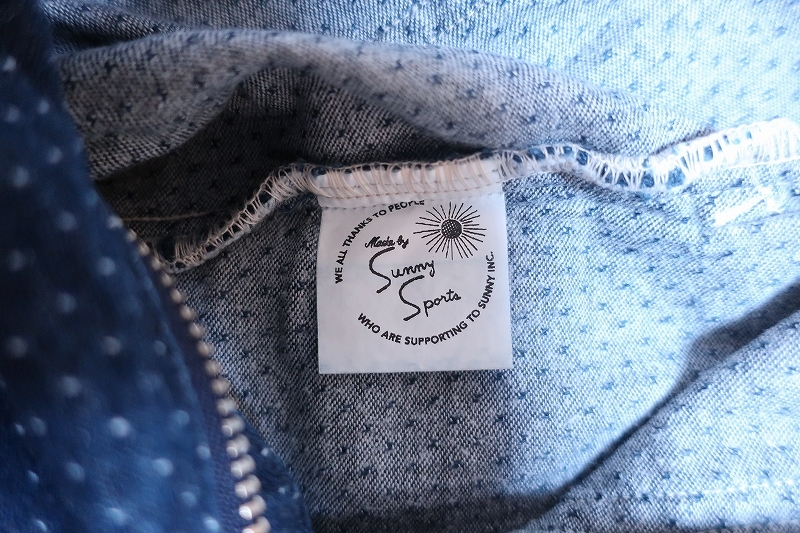 WE ALL THANKS TO PEOPLE
Made by
Sunny
Sports
WHO ARE SUPPORTING TO SUNNY INC.